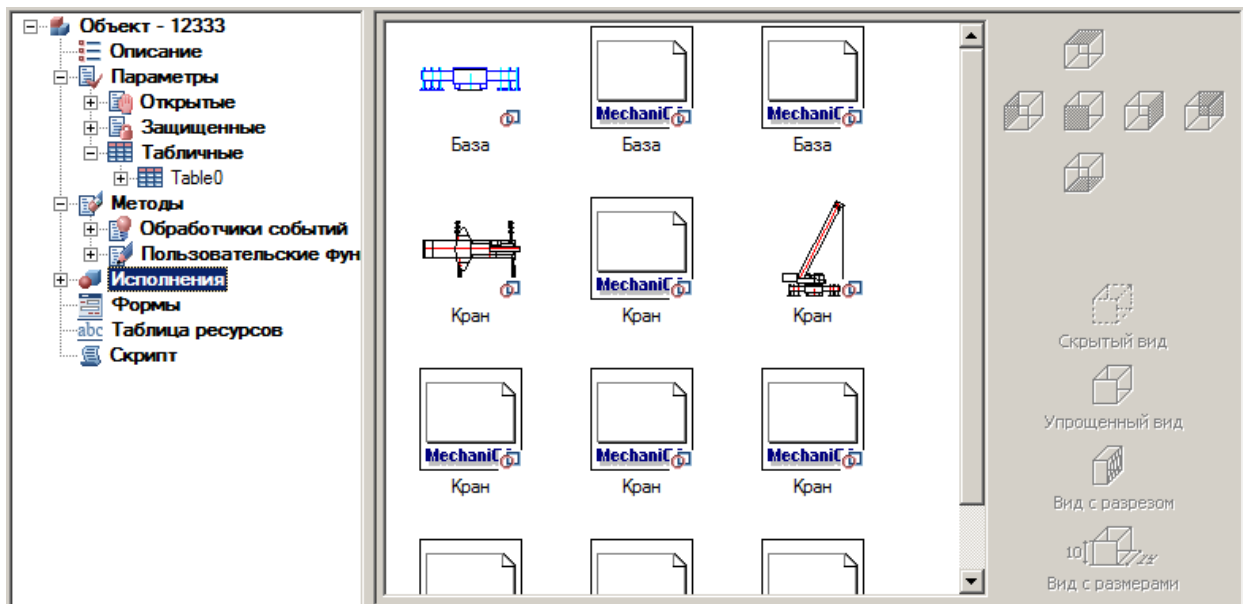 Объект - 12333
Описание
Параметры
Открытые
Защищенные
Табличные
Table0
Методы
Обработчики событий
Пользовательские фун
Исполнения
Формы
abc Таблица ресурсов
Скрипт
MechaniC MechaniC
База База База
MechaniC
Кран Кран Кран
MechaniC MechaniC MechaniC
Кран Кран Кран
Скрытый вид
Упрощенный вид
Вид с разрезом
10
Вид с размерами